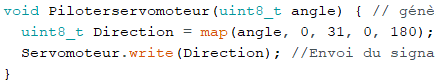 void Piloterservomoteur(uint8_t angle) { // génè
uint8_t Direction = map(angle, 0, 31, 0, 180);
Servomoteur.write(Direction); //Envoi du signa
}